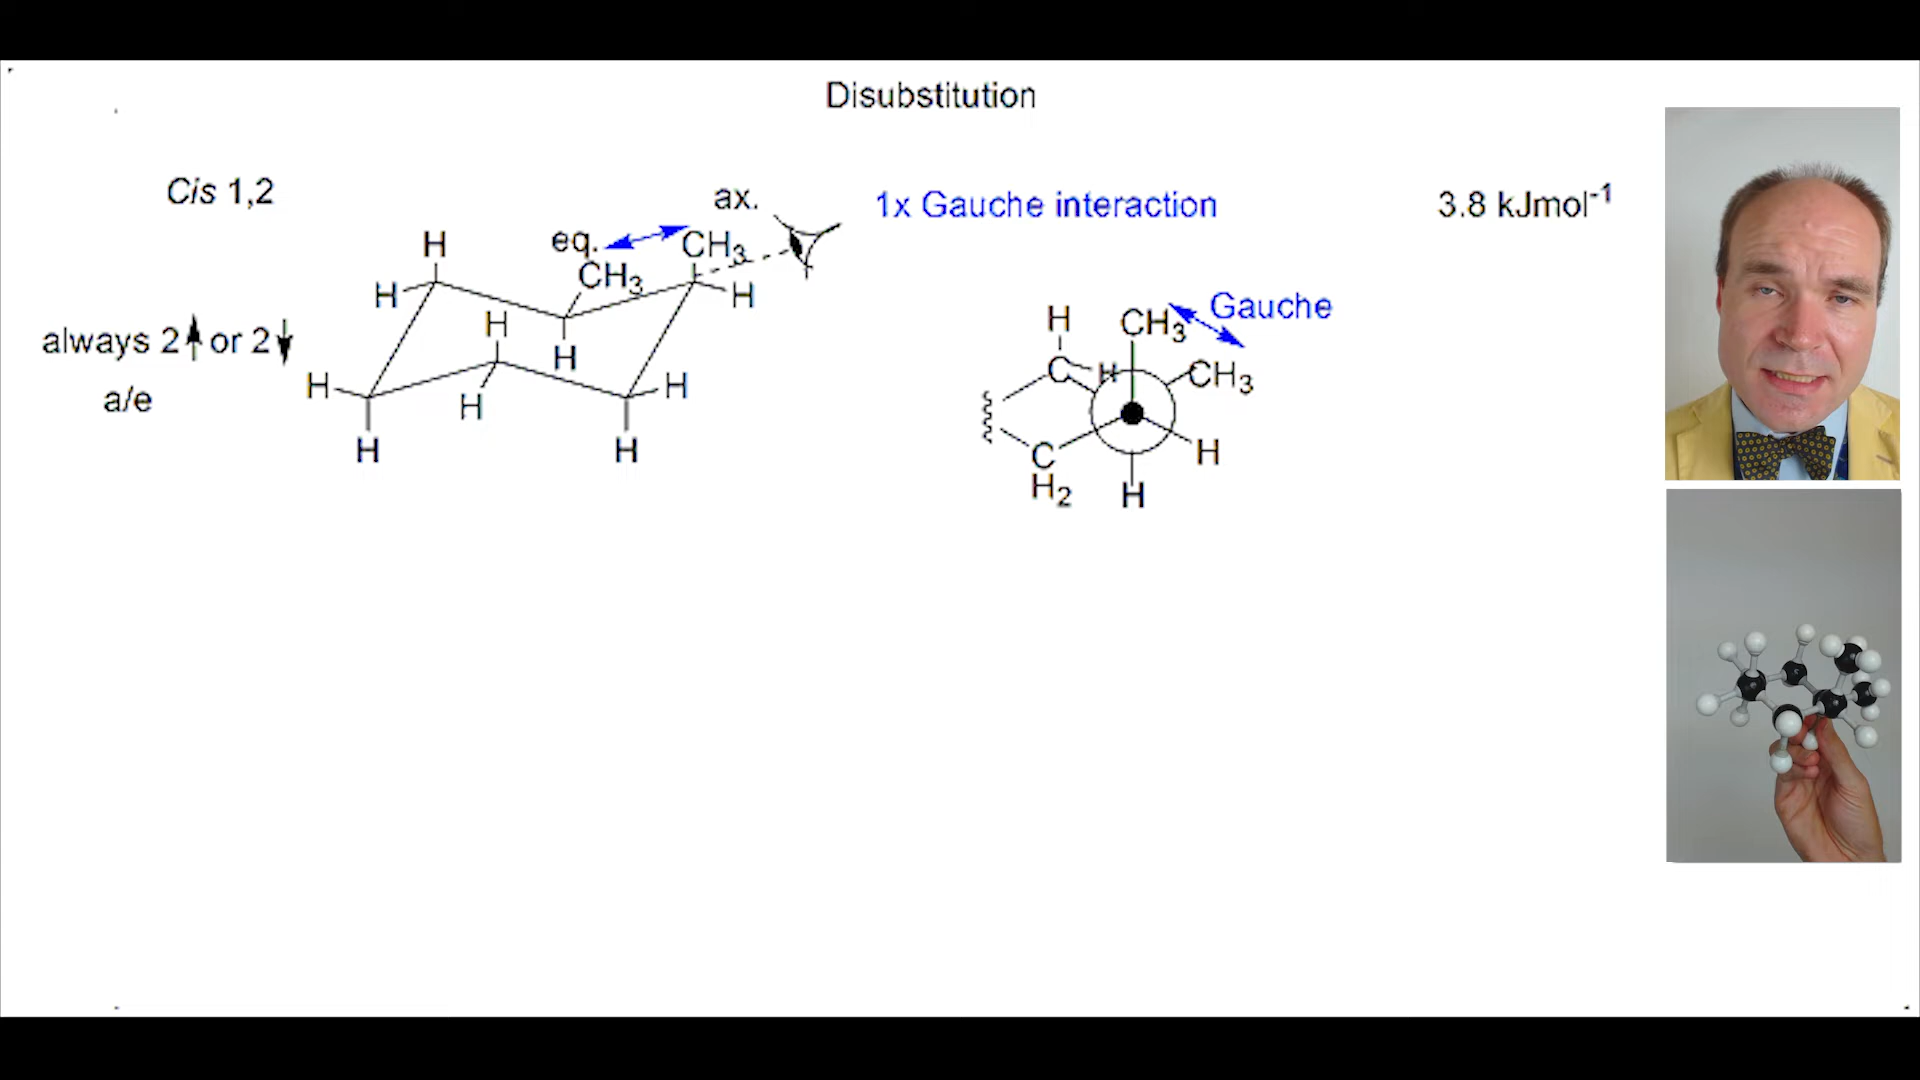 Disubstitution
Cis 1,2
ax.
1x Gauche interaction
3.8 kJmol-1
H
eq.
CH3
CH3
H
H
always 2↑ or 2↓
H
H
H
H
H
a/e
H
H
H
H
CH3
Gauche
C
H
CH3
C
H
H2
H